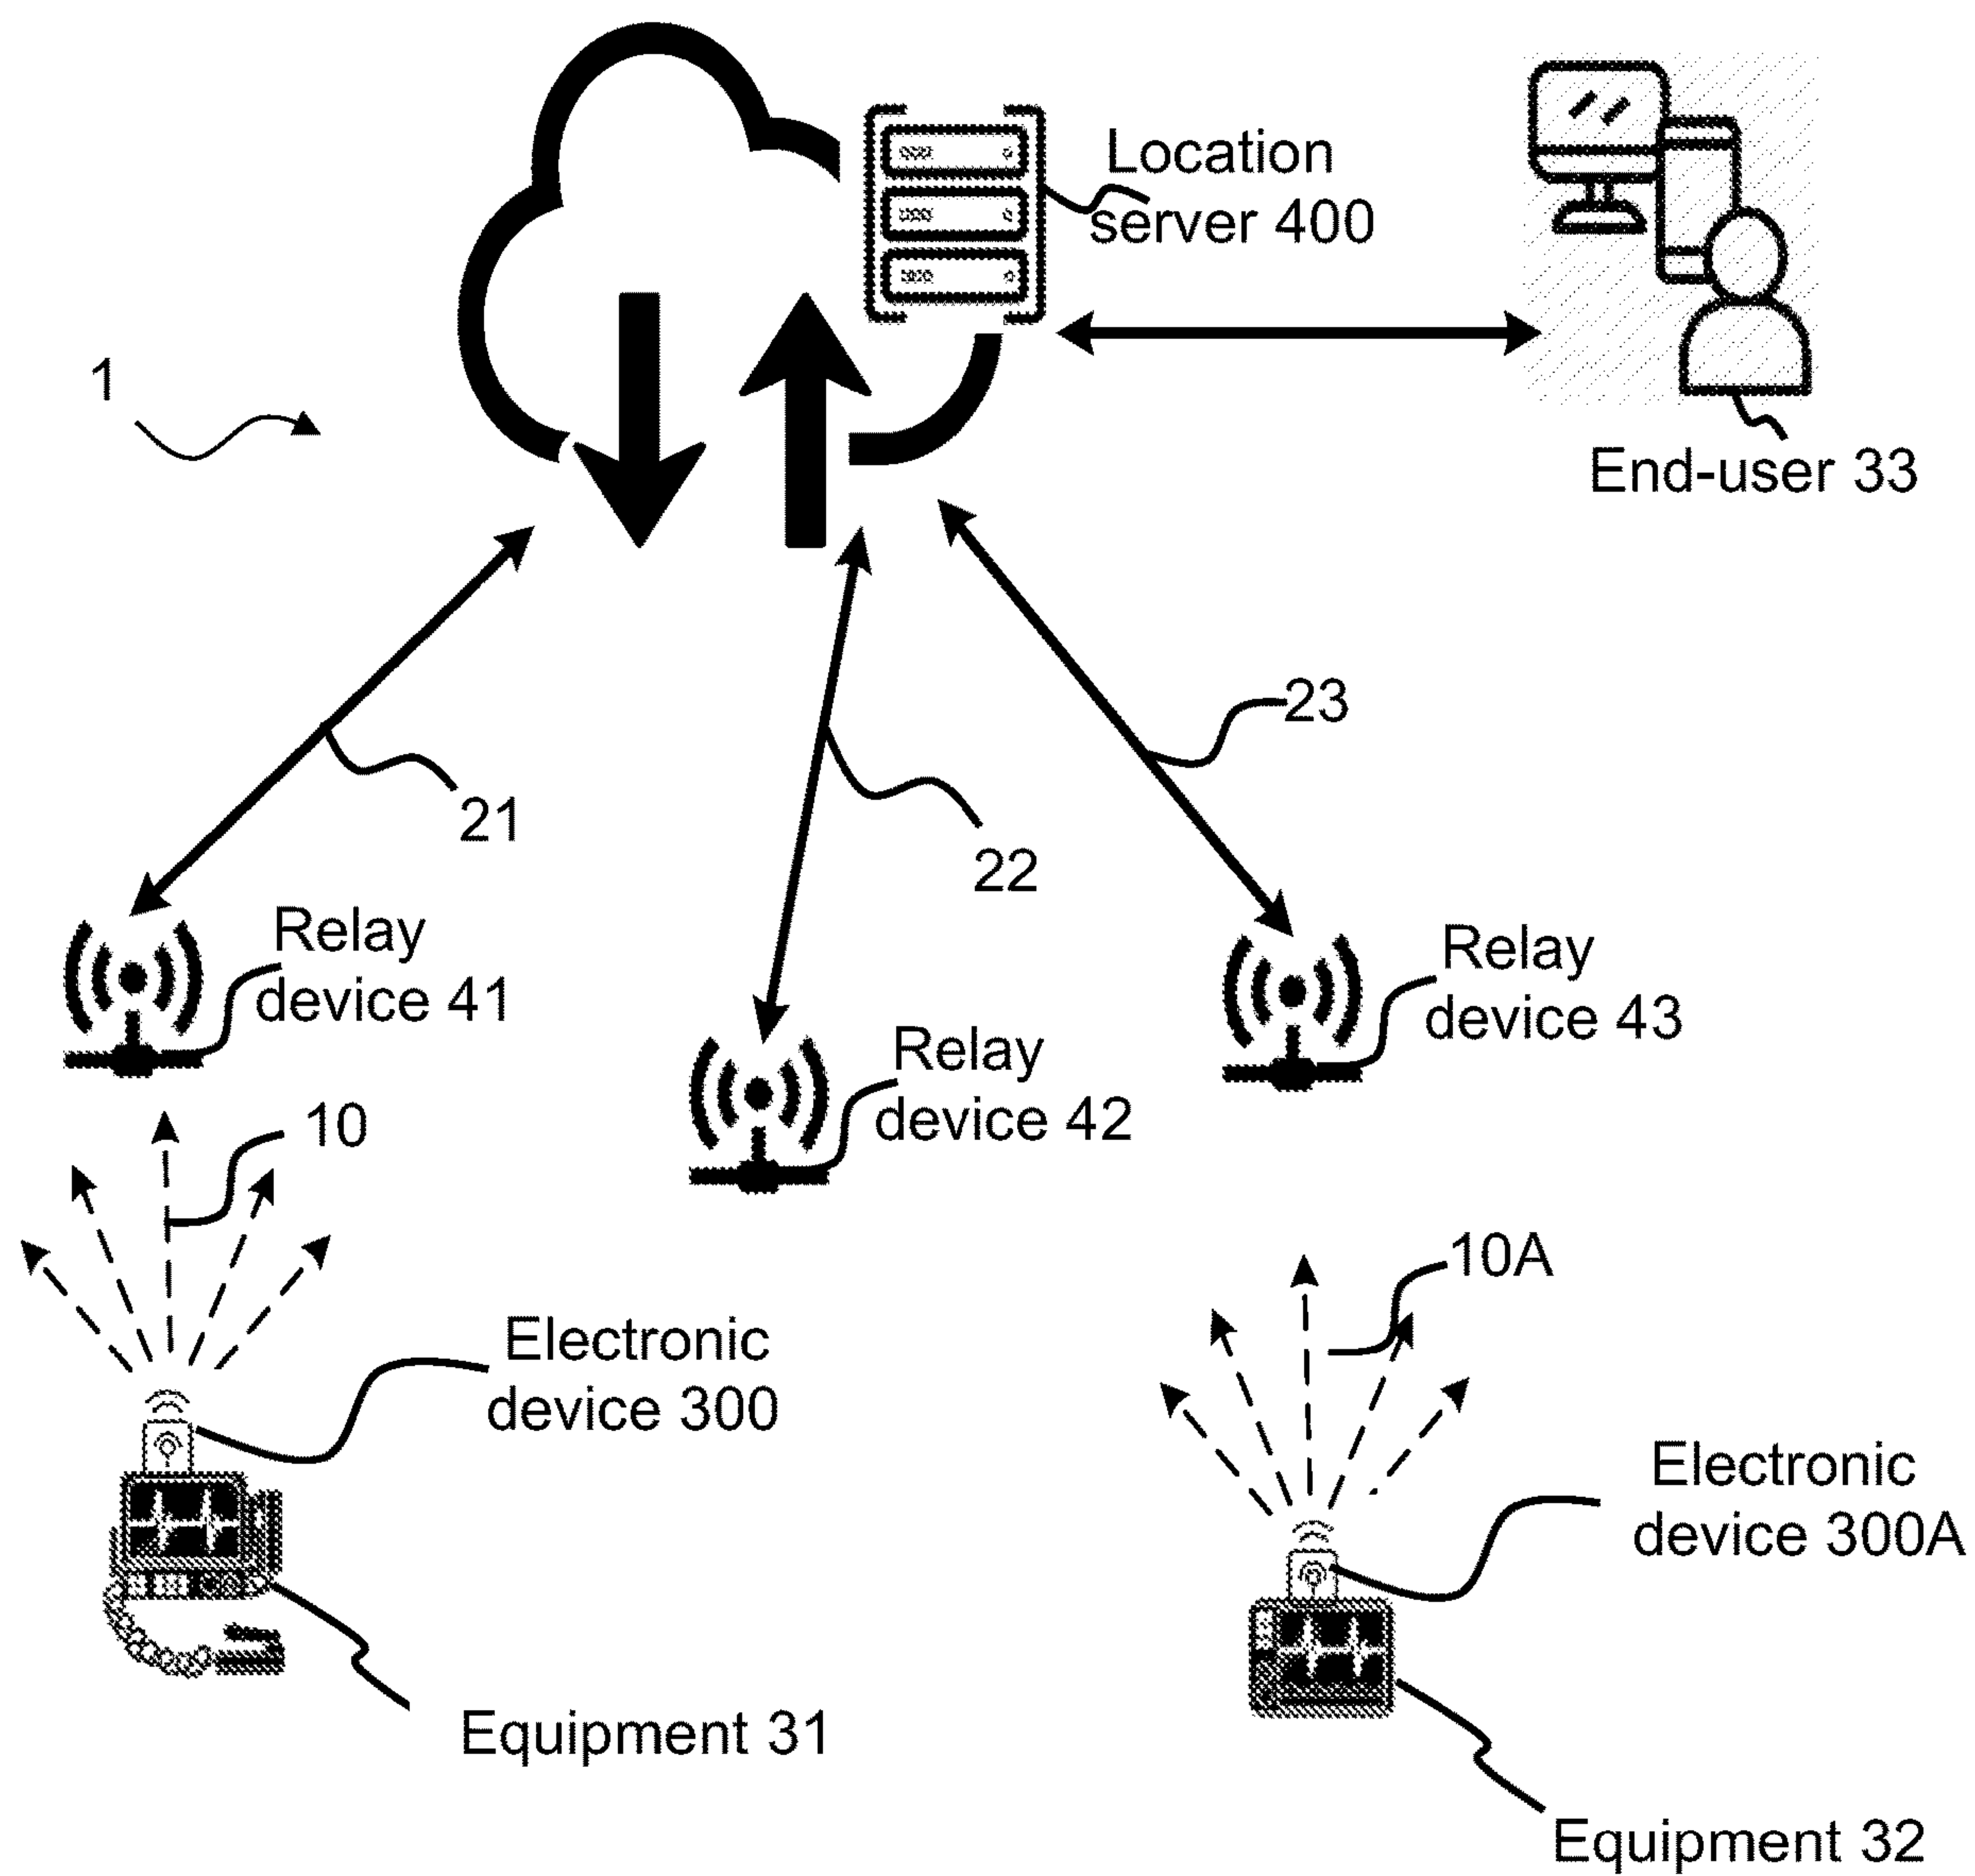 Location
server 400
1
End-user 33
23
21
22
Relay
device 41
Relay
device 43
Relay
device 42
10
10A
Electronic
device 300
Electronic
device 300A
Equipment 31
Equipment 32